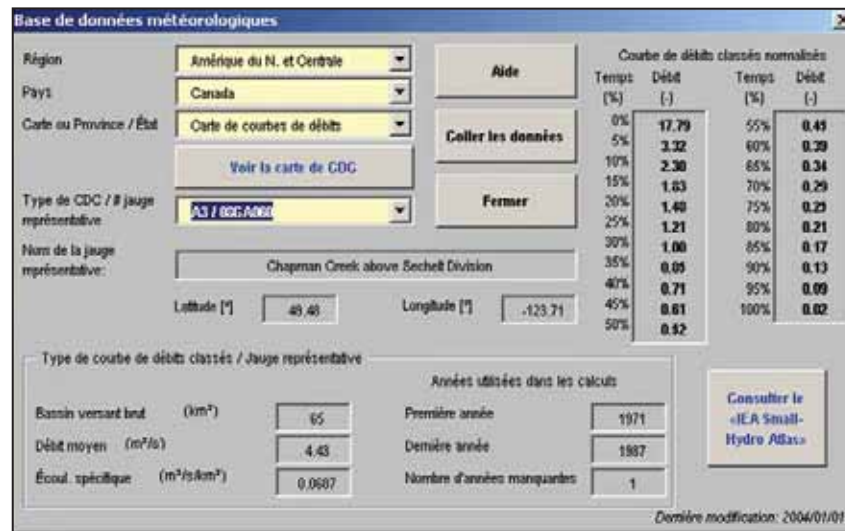 Base de données météorologiques
Région
Amérique du N. et Centrale
Pays
Canada
Carte ou Province / État
Carte de courbes de débits
Voir la carte de CDC
Type de CDC / # jauge
représentative
A3 / 08GA060
Nom de la jauge
représentative:
Chapman Creek above Sechelt Division
Latitude [°]
49.48
Longitude [°]
-123.71
Aide
Coller les données
Fermer
Courbe de débits classés normalisés
Temps Débit Temps Débit
(%) (-) (%) (-)
0% 17.79 55% 0.45
5% 3.32 60% 0.39
10% 2.30 65% 0.34
15% 1.83 70% 0.29
20% 1.48 75% 0.25
25% 1.21 80% 0.21
30% 1.00 85% 0.17
35% 0.85 90% 0.13
40% 0.71 95% 0.09
45% 0.61 100% 0.02
50% 0.52
Type de courbe de débits classés / Jauge représentative
Années utilisées dans les calculs
Bassin versant brut (km²) 65
Première année 1971
Débit moyen (m³/s) 4.43
Dernière année 1987
Écoul. spécifique (m³/s/km²) 0.0687
Nombre d'années manquantes 1
Consulter le
«IEA Small-
Hydro Atlas»
Dernière modification: 2004/01/01